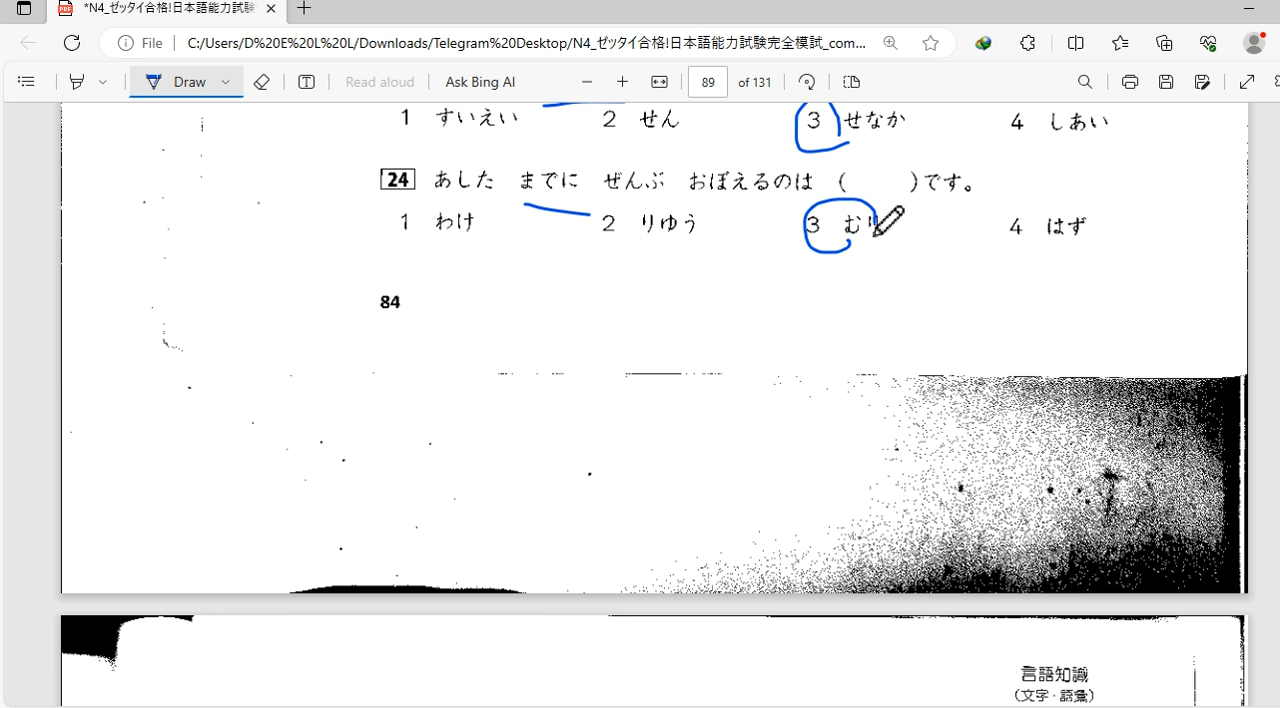 *N4_ゼッタイ合格!日本語能力試験
File C:/Users/D%20E%20L%20L/Downloads/Telegram%20Desktop/N4_ゼッタイ合格!日本語能力試験完全模試_com...
Draw Read aloud Ask Bing AI 89 of 131
1 すいえい 2 せん 3 せなか 4 しあい
24 あした までに ぜんぶ おぼえるのは ( )です。
1 わけ 2 りゆう 3 むり 4 はず
84
言語知識
(文字・語彙)